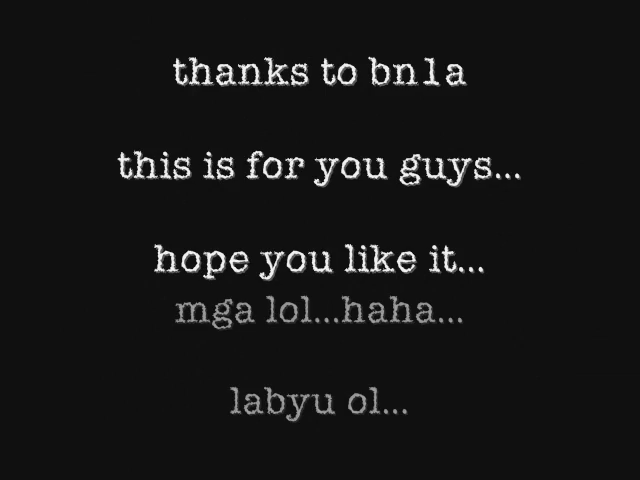 thanks to bn1a
this is for you guys...
hope you like it...
mga lol...haha...
labyu ol...